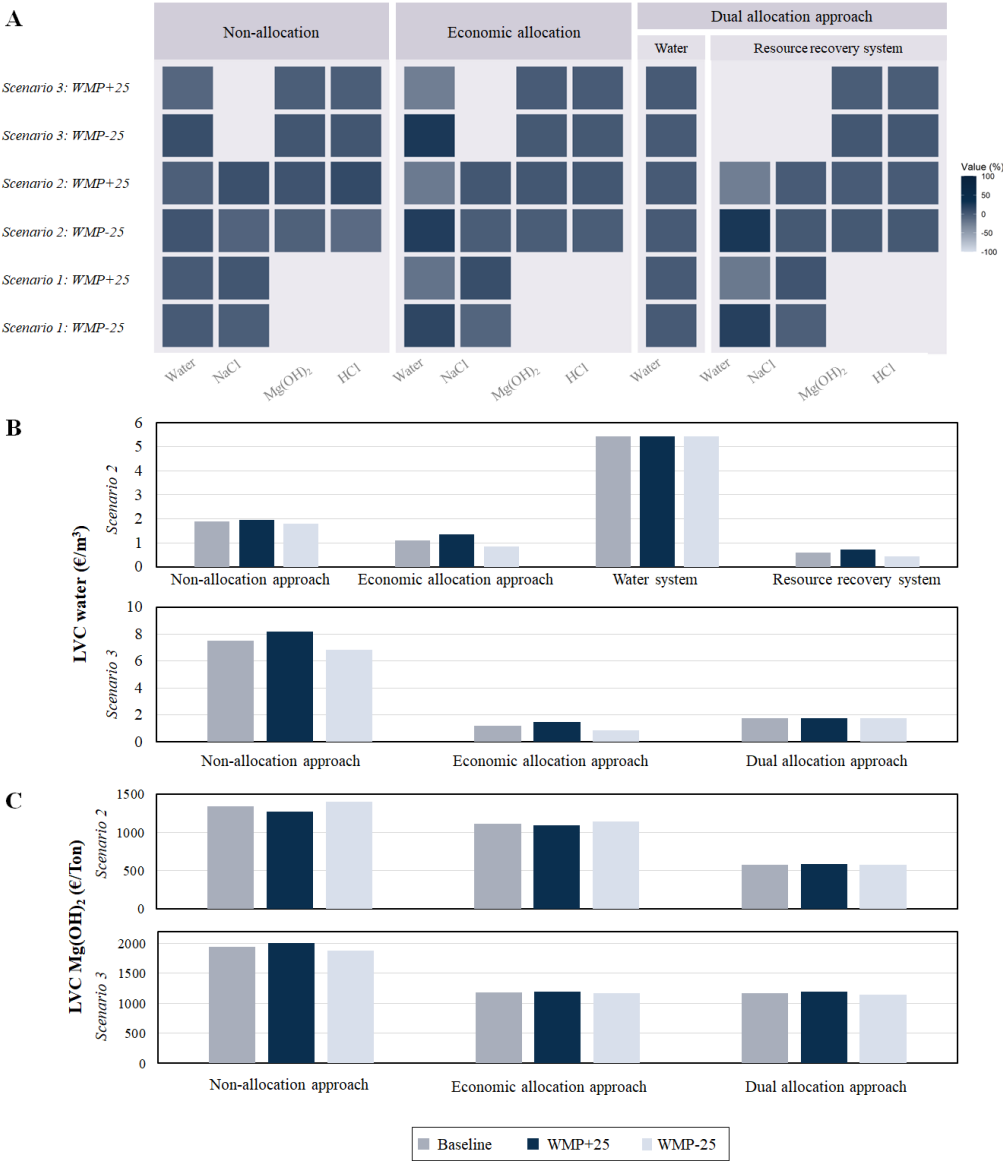 A
Non-allocation
Economic allocation
Dual allocation approach
Water
Resource recovery system
Scenario 3: WMP+25
Scenario 3: WMP-25
Scenario 2: WMP+25
Scenario 2: WMP-25
Scenario 1: WMP+25
Scenario 1: WMP-25
Value (%)
100
50
0
-50
-100
Water
NaCl
Mg(OH)₂
HCl
Water
NaCl
Mg(OH)₂
HCl
Water
Water
NaCl
Mg(OH)₂
HCl
B
LVC water (€/m³)
Scenario 2
6
5
4
3
2
1
0
Non-allocation approach
Economic allocation approach
Water system
Resource recovery system
Scenario 3
10
8
6
4
2
0
Non-allocation approach
Economic allocation approach
Dual allocation approach
C
LVC Mg(OH)₂ (€/Ton)
Scenario 2
1500
1000
500
0
Scenario 3
2000
1500
1000
500
0
Non-allocation approach
Economic allocation approach
Dual allocation approach
Baseline
WMP+25
WMP-25